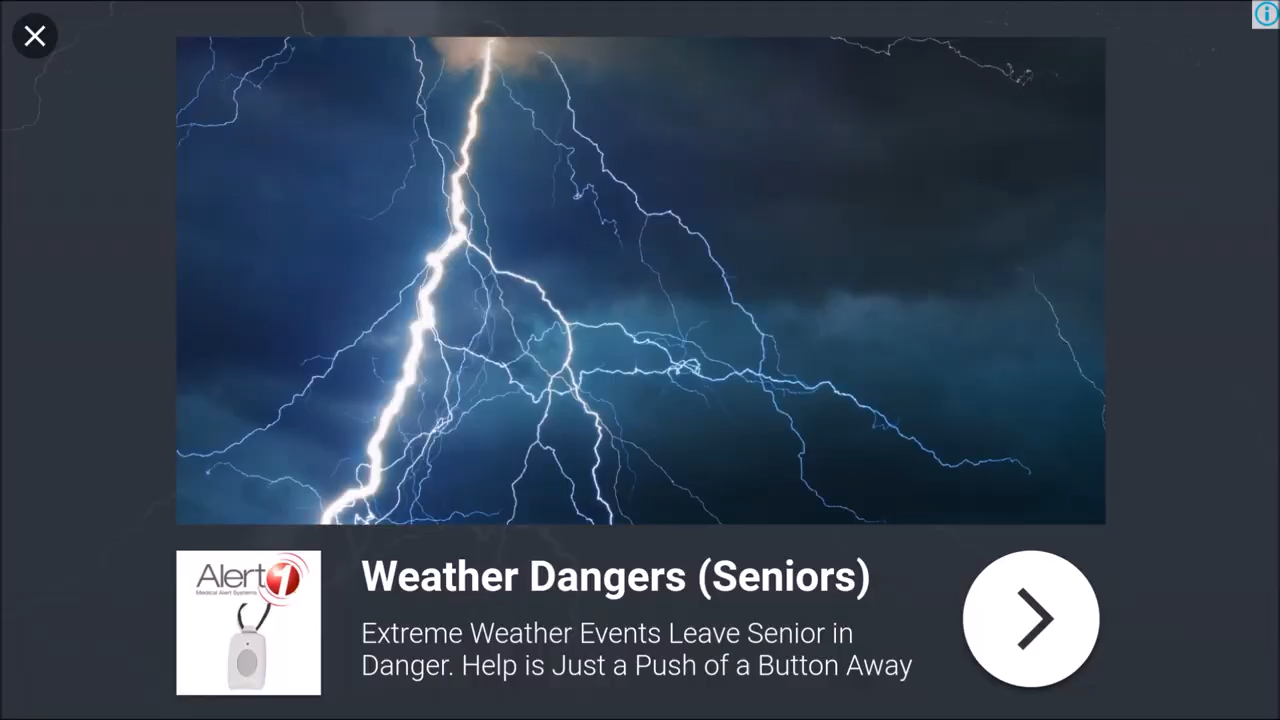 Alert1
Medical Alert Systems
Weather Dangers (Seniors)
Extreme Weather Events Leave Senior in
Danger. Help is Just a Push of a Button Away